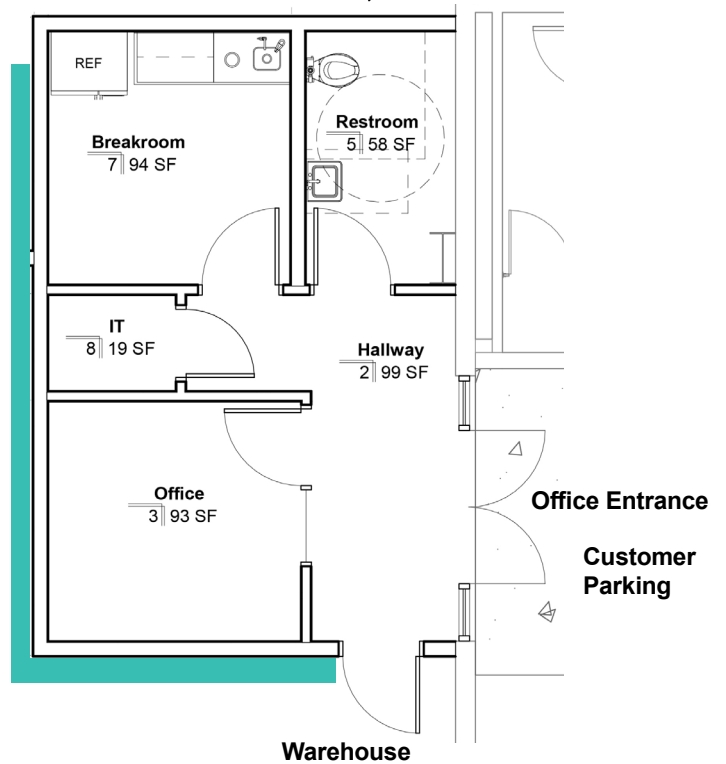 REF
Breakroom
7 94 SF
Restroom
5 58 SF
IT
8 19 SF
Hallway
2 99 SF
Office
3 93 SF
Office Entrance
Customer
Parking
Warehouse